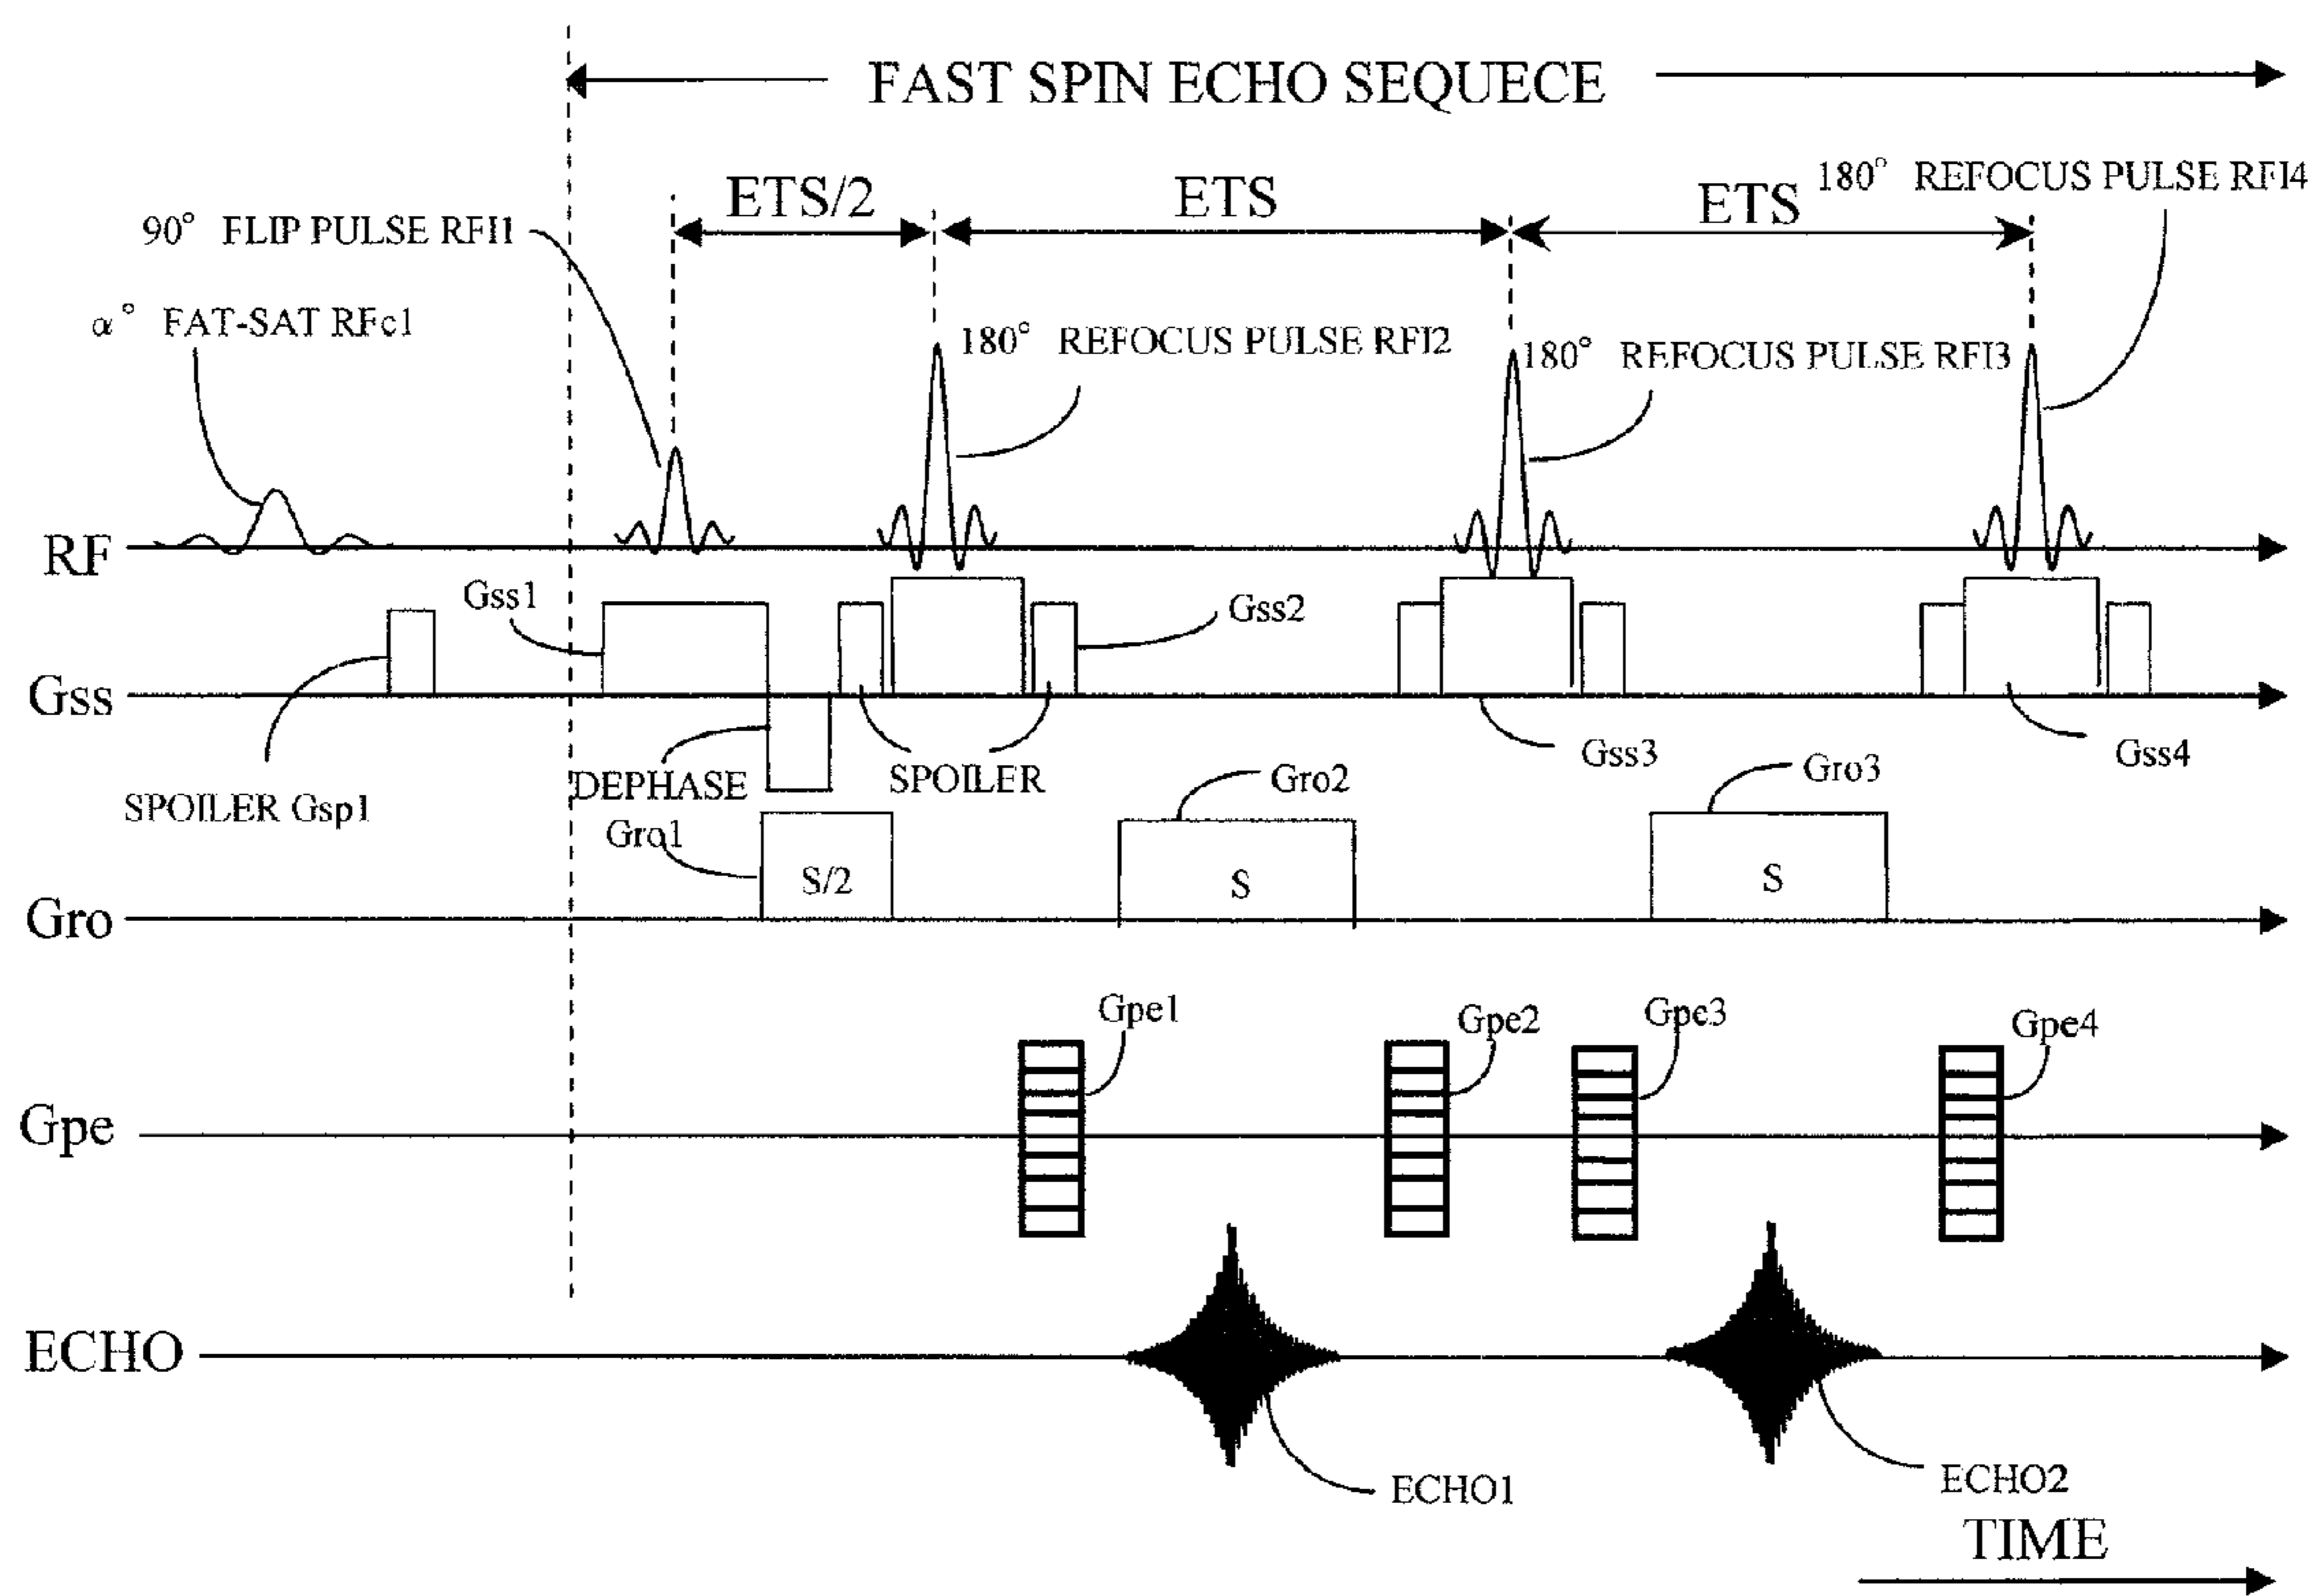 FAST SPIN ECHO SEQUECE
180° REFOCUS PULSE RFI4
ETS/2
ETS
ETS
90° FLIP PULSE RFI1
α° FAT-SAT RFc1
180° REFOCUS PULSE RFI2
180° REFOCUS PULSE RFI3
RF
Gss1
Gss2
Gss
DEPHASE
SPOILER
Gss3
Gss4
SPOILER Gsp1
Gro1
Gro2
Gro3
S/2
S
S
Gro
Gpe1
Gpe2
Gpe3
Gpe4
Gpe
ECHO
ECHO1
ECHO2
TIME